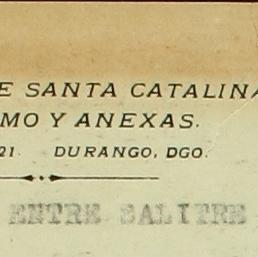 E SANTA CATALINA
MO Y ANEXAS.
21. DURANGO, DGO.
ENTRE SALITRE